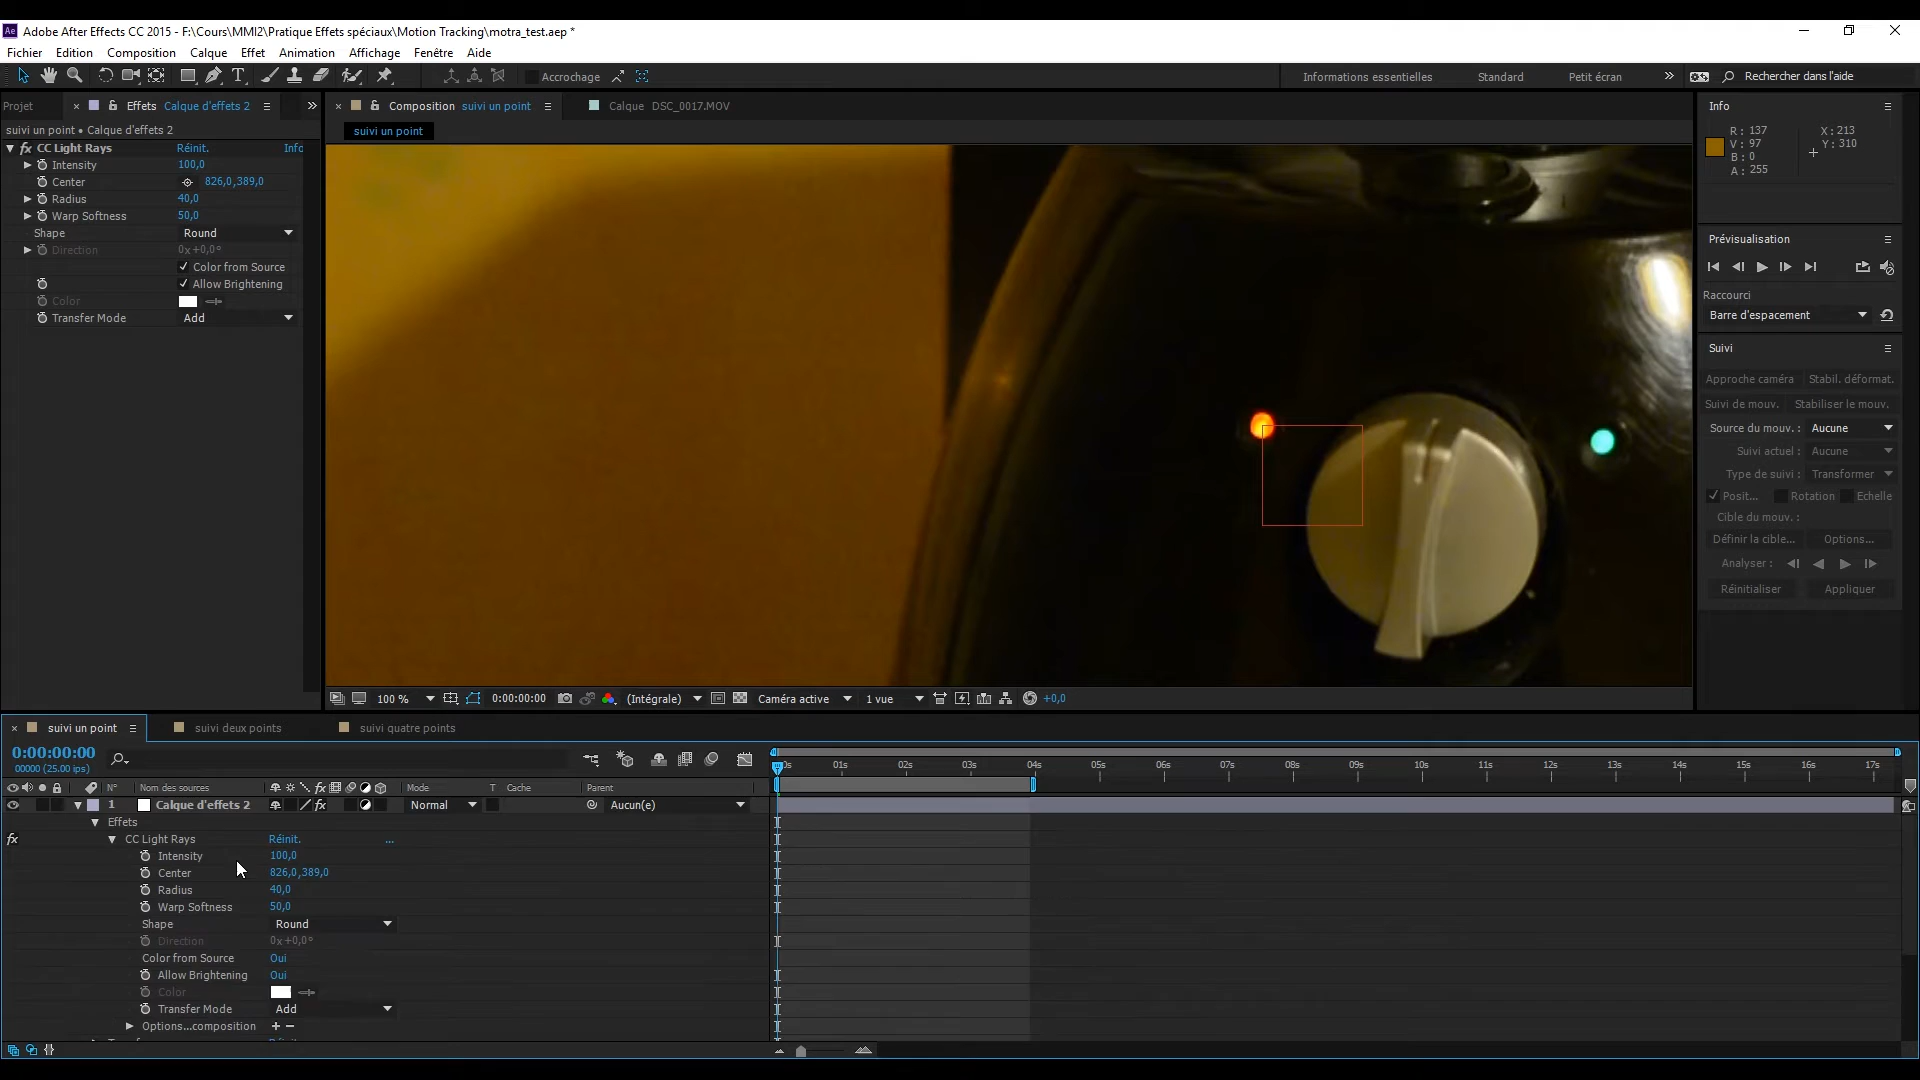 Ae Adobe After Effects CC 2015 - F:\Cours\MMI2\Pratique Effets spéciaux\Motion Tracking\motra_test.aep *
Fichier Edition Composition Calque Effet Animation Affichage Fenêtre Aide
Accrochage Informations essentielles Standard Petit écran » Rechercher dans l'aide
Projet × Effets Calque d'effets 2 » × Composition suivi un point Calque DSC_0017.MOV Info
suivi un point • Calque d'effets 2 suivi un point
fx CC Light Rays Réinit. Info
Intensity 100,0
Center 826,0,389,0
Radius 40,0
Warp Softness 50,0
Shape Round
Direction 0x+0,0°
Color from Source
Allow Brightening
Color
Transfer Mode Add
R : 137 X : 213
V : 97 Y : 310
B : 0
A : 255
Prévisualisation
Raccourci
Barre d'espacement
Suivi
Approche caméra Stabil. déformat.
Suivi de mouv. Stabiliser le mouv.
Source du mouv. : Aucune
Suivi actuel : Aucune
Type de suivi : Transformer
Posit... Rotation Echelle
Cible du mouv. :
Définir la cible... Options...
Analyser :
Réinitialiser Appliquer
100 % 0:00:00:00 (Intégrale) Caméra active 1 vue +0,0
× suivi un point suivi deux points suivi quatre points
0:00:00:00
00000 (25.00 ips)
01s 02s 03s 04s 05s 06s 07s 08s 09s 10s 11s 12s 13s 14s 15s 16s 17s
N° Nom des sources fx Mode T Cache Parent
1 Calque d'effets 2 fx Normal Aucun(e)
Effets
fx CC Light Rays Réinit. ...
Intensity 100,0
Center 826,0,389,0
Radius 40,0
Warp Softness 50,0
Shape Round
Direction 0x+0,0°
Color from Source Oui
Allow Brightening Oui
Color
Transfer Mode Add
Options...composition + −